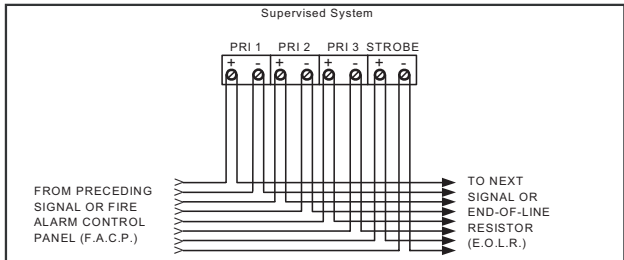 Supervised System
PRI 1 PRI 2 PRI 3 STROBE
+ - + - + - + -
FROM PRECEDING
SIGNAL OR FIRE
ALARM CONTROL
PANEL (F.A.C.P.)
TO NEXT
SIGNAL OR
END-OF-LINE
RESISTOR
(E.O.L.R.)